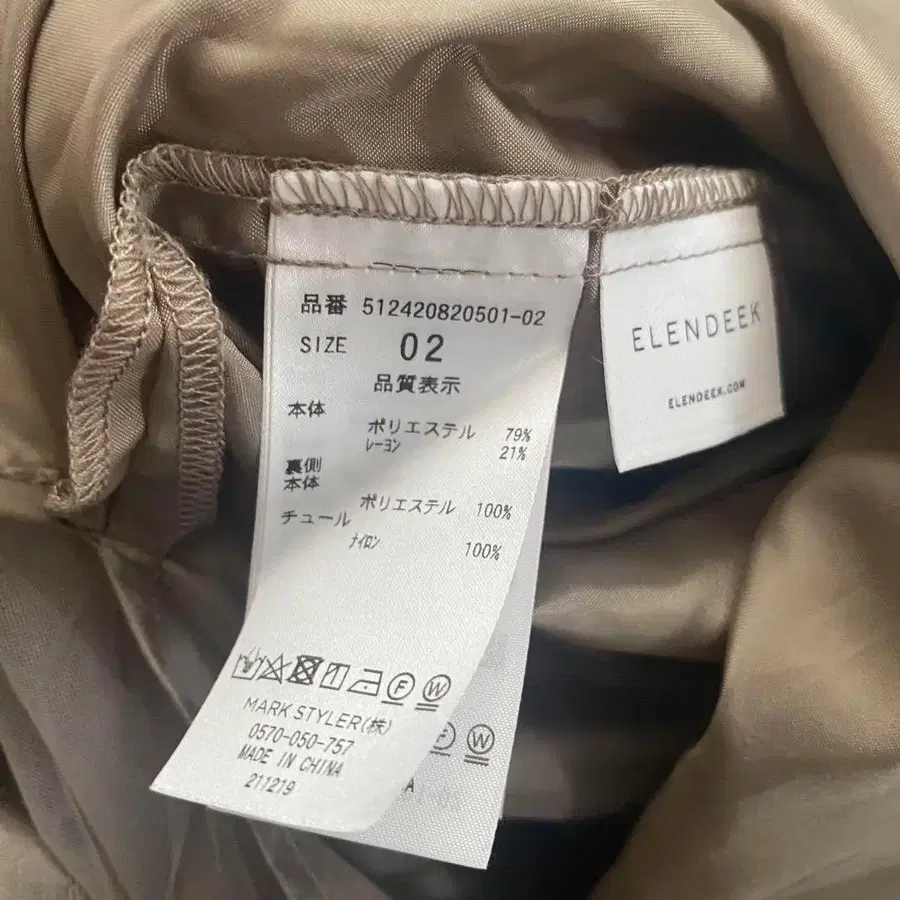 品番 512420820501-02
SIZE 02
品質表示
本体
ポリエステル 79%
レーヨン 21%
裏側
本体
ポリエステル 100%
チュール
ナイロン 100%
F W
MARK STYLER(株)
0570-050-757
MADE IN CHINA
211219
F W
A
02
ELENDEEK
ELENDEEK.COM